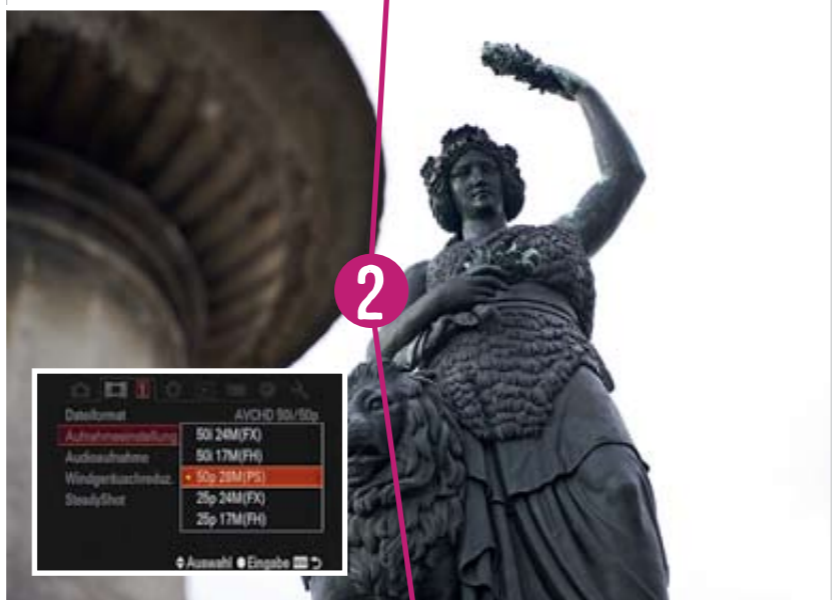 2
Dateiformat AVCHD 50i/50p
Aufnahmeeinstellung 50i 24M(FX)
Audioaufnahme 50i 17M(FH)
Windgeräuschreduz. 50p 28M(PS)
SteadyShot 25p 24M(FX)
25p 17M(FH)
Auswahl Eingabe